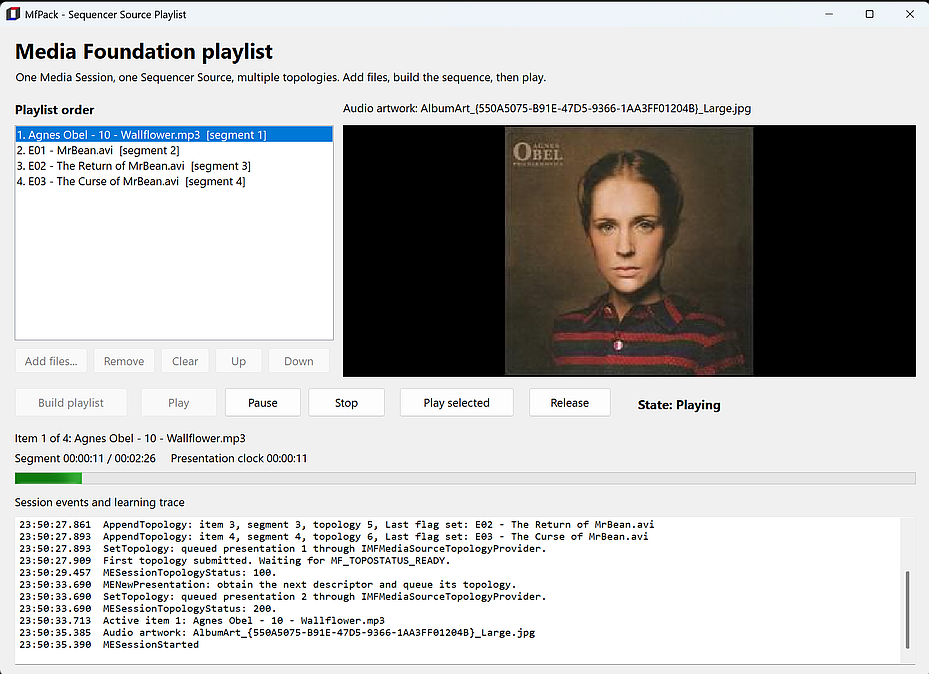 MfPack - Sequencer Source Playlist
Media Foundation playlist
One Media Session, one Sequencer Source, multiple topologies. Add files, build the sequence, then play.
Playlist order
Audio artwork: AlbumArt_{550A5075-B91E-47D5-9366-1AA3FF01204B}_Large.jpg
1. Agnes Obel - 10 - Wallflower.mp3 [segment 1]
2. E01 - MrBean.avi [segment 2]
3. E02 - The Return of MrBean.avi [segment 3]
4. E03 - The Curse of MrBean.avi [segment 4]
AGNES
OBEL
PHILHARMONICS
Add files... Remove Clear Up Down
Build playlist Play Pause Stop Play selected Release State: Playing
Item 1 of 4: Agnes Obel - 10 - Wallflower.mp3
Segment 00:00:11 / 00:02:26 Presentation clock 00:00:11
Session events and learning trace
23:50:27.861 AppendTopology: item 3, segment 3, topology 5, Last flag set: E02 - The Return of MrBean.avi
23:50:27.893 AppendTopology: item 4, segment 4, topology 6, Last flag set: E03 - The Curse of MrBean.avi
23:50:27.893 SetTopology: queued presentation 1 through IMFMediaSourceTopologyProvider.
23:50:27.909 First topology submitted. Waiting for MF_TOPOSTATUS_READY.
23:50:29.457 MESessionTopologyStatus: 100.
23:50:33.690 MENewPresentation: obtain the next descriptor and queue its topology.
23:50:33.690 SetTopology: queued presentation 2 through IMFMediaSourceTopologyProvider.
23:50:33.690 MESessionTopologyStatus: 200.
23:50:33.713 Active item 1: Agnes Obel - 10 - Wallflower.mp3
23:50:35.385 Audio artwork: AlbumArt_{550A5075-B91E-47D5-9366-1AA3FF01204B}_Large.jpg
23:50:35.390 MESessionStarted